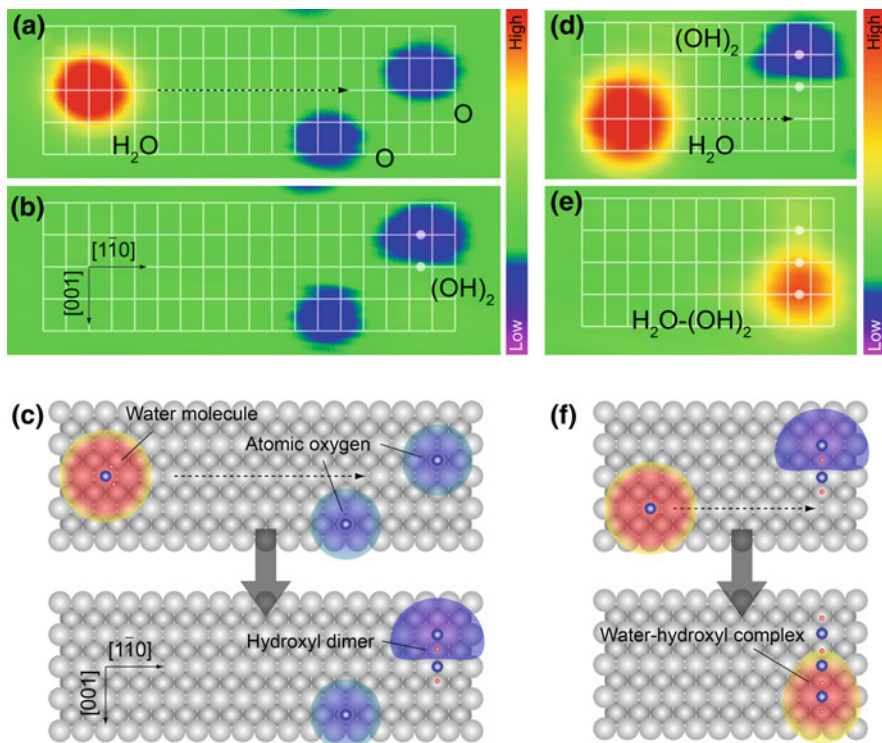 (a)
H₂O
O
O
High
(b)
[11̄0]
[001]
(OH)₂
Low
(c)
Water molecule
Atomic oxygen
[11̄0]
Hydroxyl dimer
[001]
(d)
(OH)₂
H₂O
High
(e)
H₂O-(OH)₂
Low
(f)
Water-hydroxyl complex